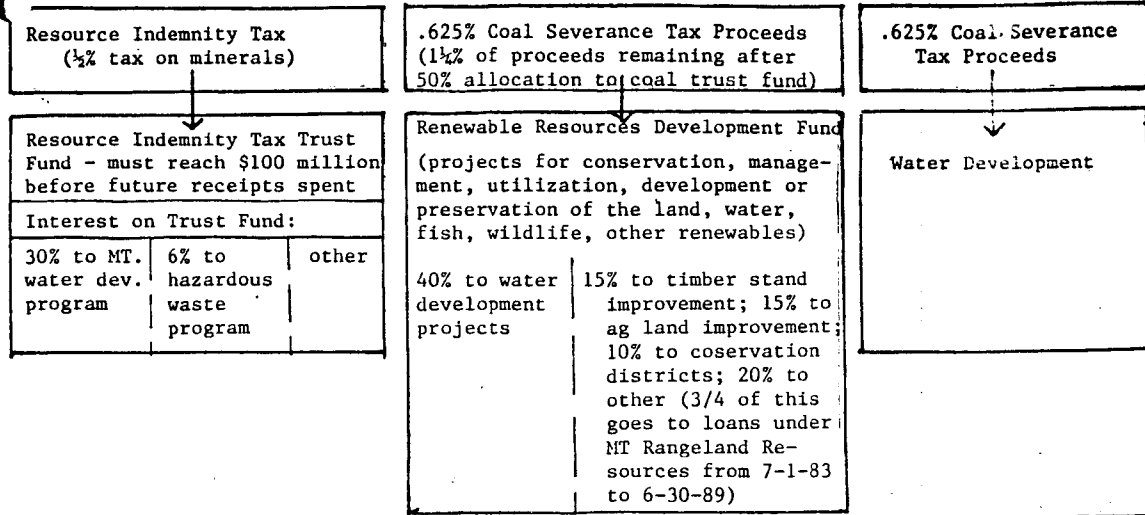 Resource Indemnity Tax
(½% tax on minerals)
.625% Coal Severance Tax Proceeds
(1¼% of proceeds remaining after
50% allocation to coal trust fund)
.625% Coal Severance
Tax Proceeds
Resource Indemnity Tax Trust
Fund - must reach $100 million
before future receipts spent
Interest on Trust Fund:
30% to MT.
water dev.
program
6% to
hazardous
waste
program
other
Renewable Resources Development Fund
(projects for conservation, manage-
ment, utilization, development or
preservation of the land, water,
fish, wildlife, other renewables)
40% to water
development
projects
15% to timber stand
improvement; 15% to
ag land improvement;
10% to coservation
districts; 20% to
other (3/4 of this
goes to loans under
MT Rangeland Re-
sources from 7-1-83
to 6-30-89)
Water Development